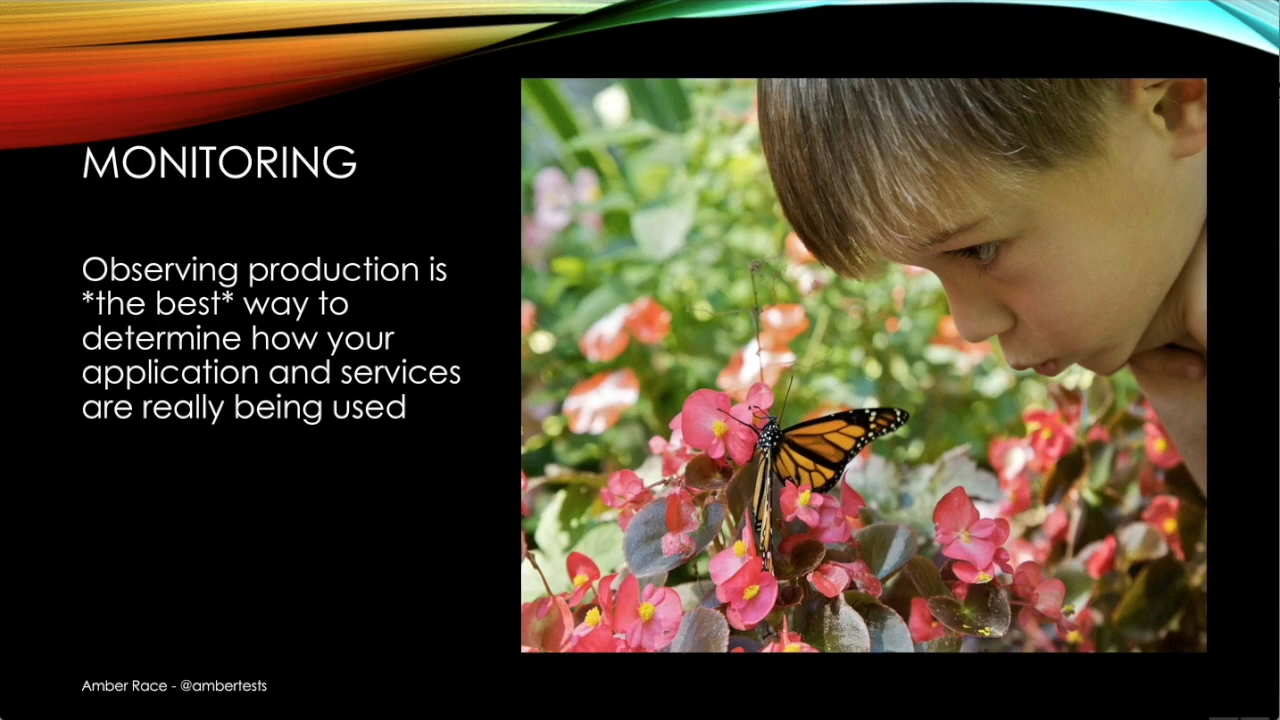 MONITORING
Observing production is
*the best* way to
determine how your
application and services
are really being used
Amber Race - @ambertests